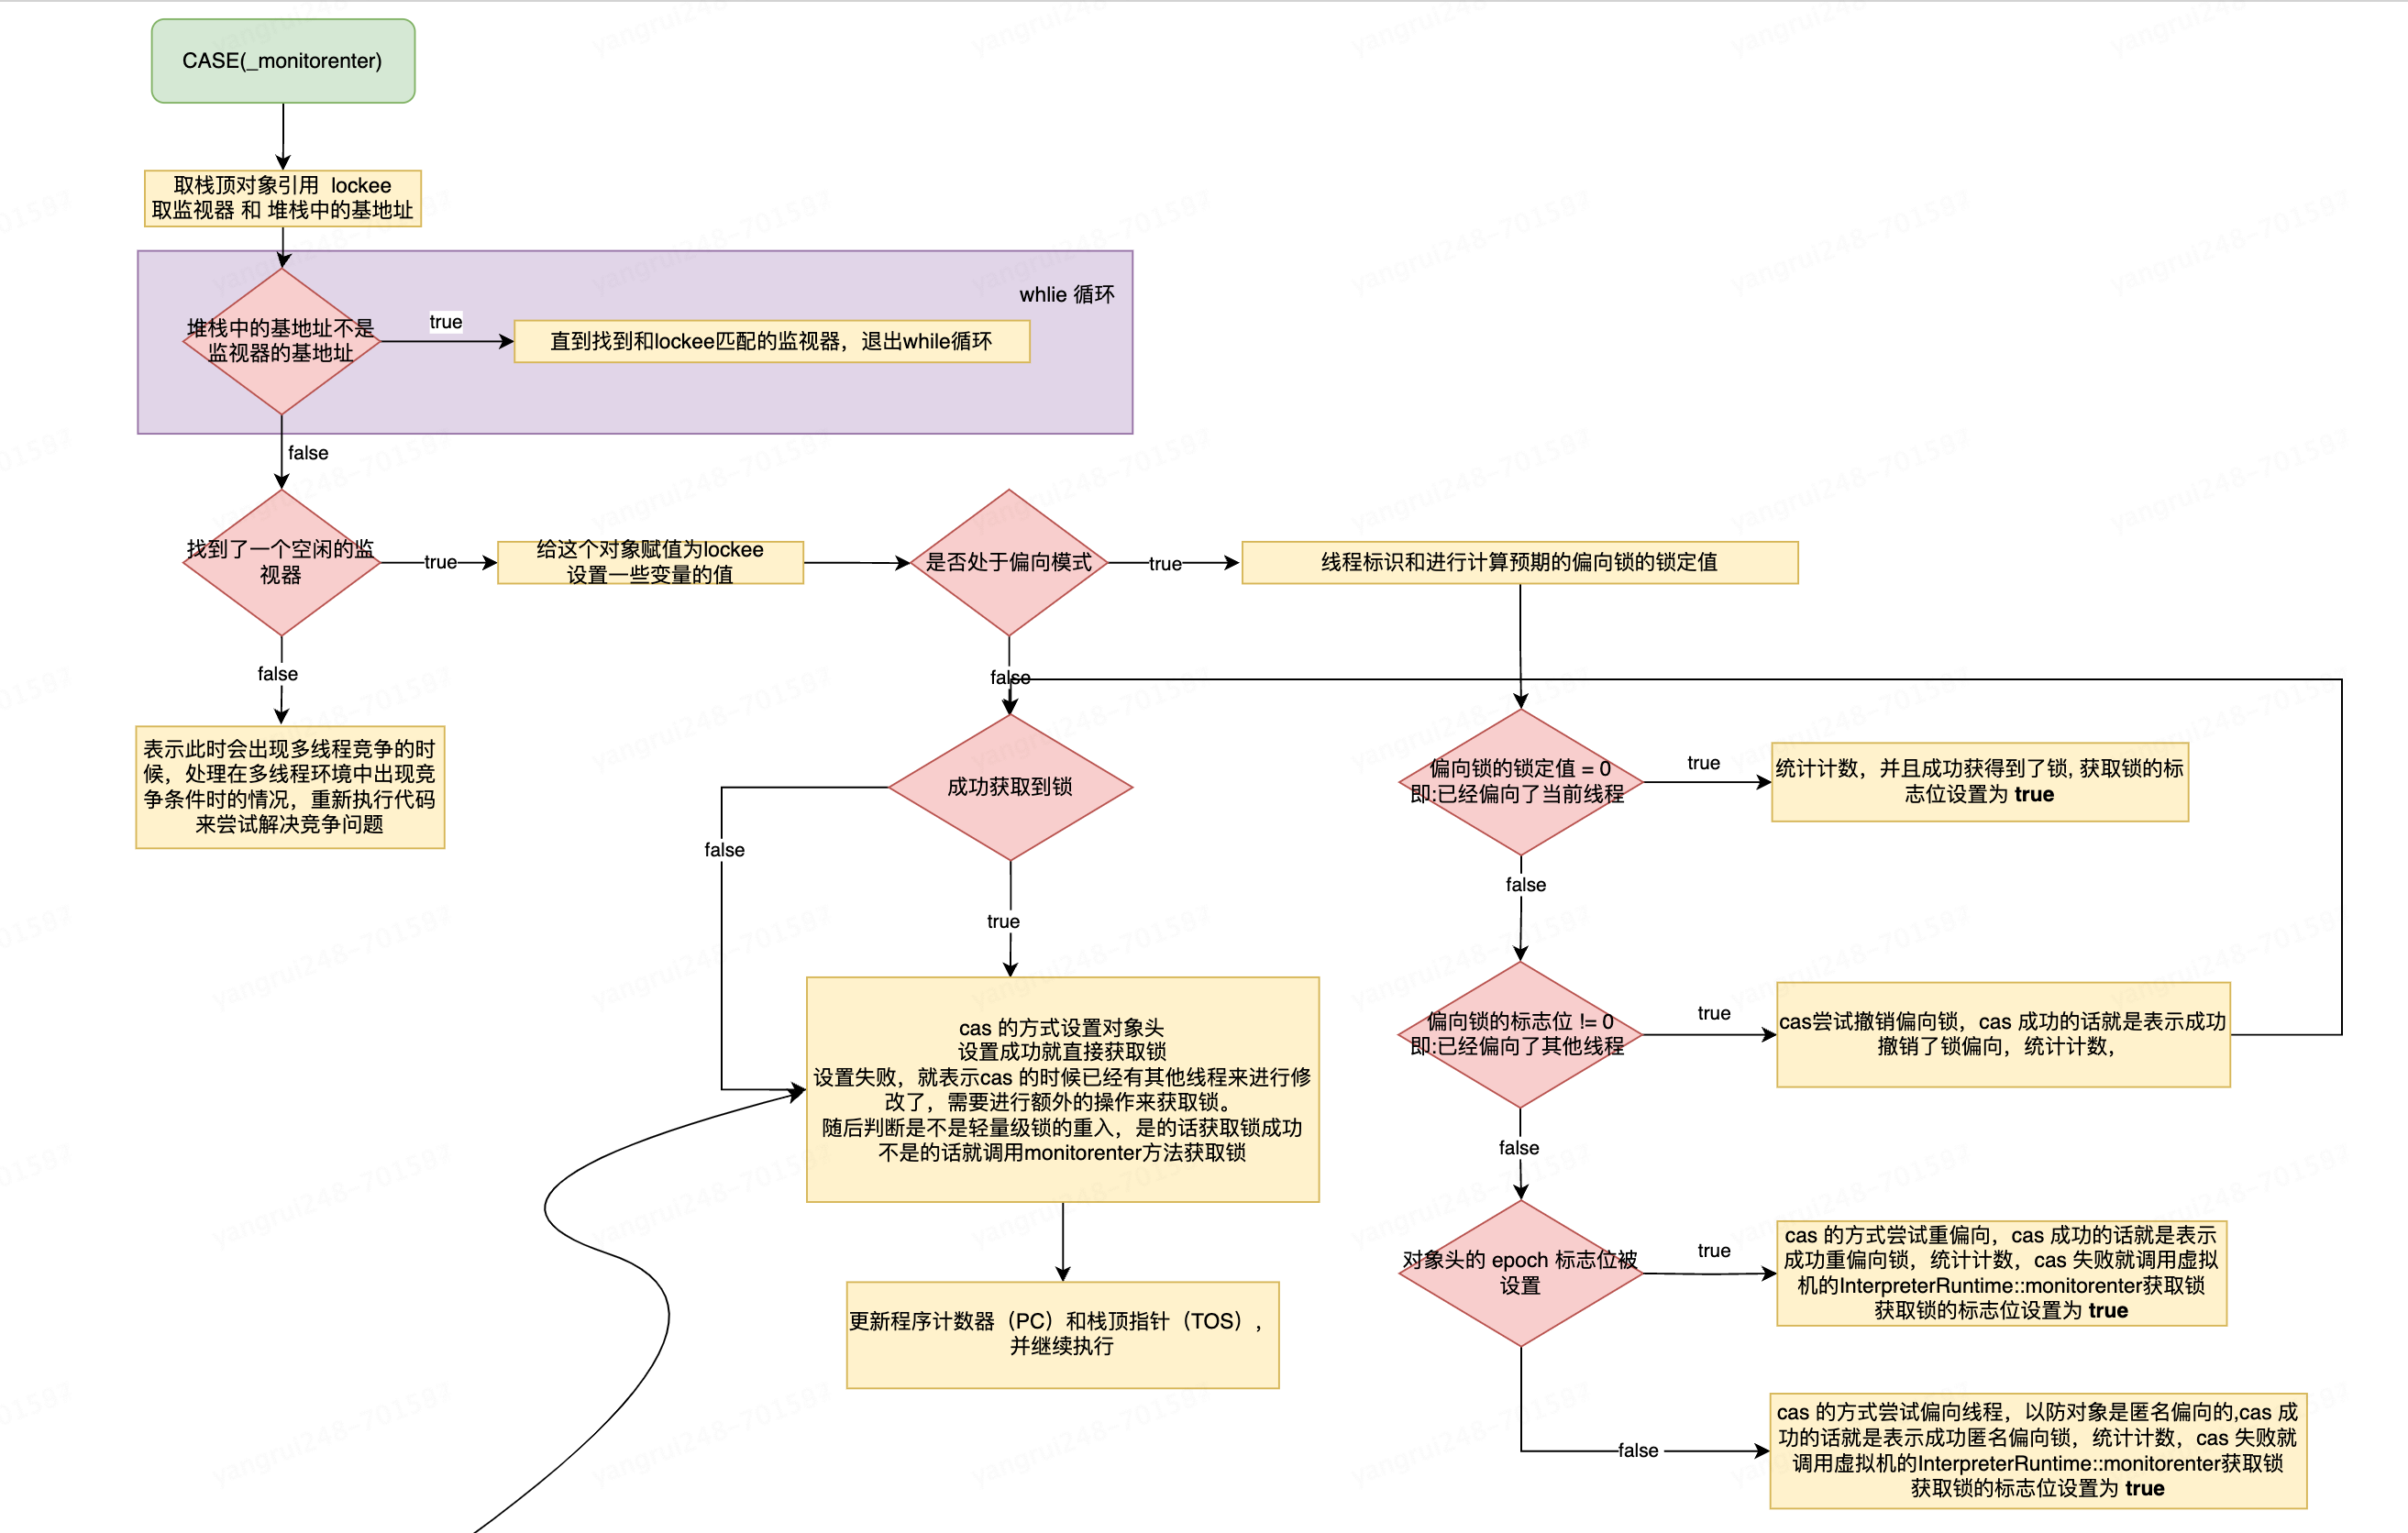 CASE(_monitorenter)
取栈顶对象引用 lockee
取监视器 和 堆栈中的基地址
whlie 循环
堆栈中的基地址不是
监视器的基地址
true
直到找到和lockee匹配的监视器，退出while循环
false
找到了一个空闲的监
视器
true
给这个对象赋值为lockee
设置一些变量的值
是否处于偏向模式
true
线程标识和进行计算预期的偏向锁的锁定值
false
表示此时会出现多线程竞争的时
候，处理在多线程环境中出现竞
争条件时的情况，重新执行代码
来尝试解决竞争问题
false
成功获取到锁
false
true
cas 的方式设置对象头
设置成功就直接获取锁
设置失败，就表示cas 的时候已经有其他线程来进行修
改了，需要进行额外的操作来获取锁。
随后判断是不是轻量级锁的重入，是的话获取锁成功
不是的话就调用monitorenter方法获取锁
更新程序计数器（PC）和栈顶指针（TOS），
并继续执行
偏向锁的锁定值 = 0
即:已经偏向了当前线程
true
统计计数，并且成功获得到了锁, 获取锁的标
志位设置为 true
false
偏向锁的标志位 != 0
即:已经偏向了其他线程
true
cas尝试撤销偏向锁，cas 成功的话就是表示成功
撤销了锁偏向，统计计数，
false
对象头的 epoch 标志位被
设置
true
cas 的方式尝试重偏向，cas 成功的话就是表示
成功重偏向锁，统计计数，cas 失败就调用虚拟
机的InterpreterRuntime::monitorenter获取锁
获取锁的标志位设置为 true
false
cas 的方式尝试偏向线程，以防对象是匿名偏向的,cas 成
功的话就是表示成功匿名偏向锁，统计计数，cas 失败就
调用虚拟机的InterpreterRuntime::monitorenter获取锁
获取锁的标志位设置为 true
yangrui248-701587